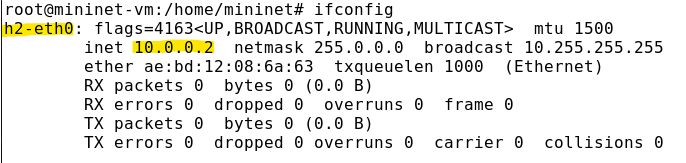 root@mininet-vm:/home/mininet# ifconfig
h2-eth0: flags=4163<UP,BROADCAST,RUNNING,MULTICAST>  mtu 1500
        inet 10.0.0.2  netmask 255.0.0.0  broadcast 10.255.255.255
        ether ae:bd:12:08:6a:63  txqueuelen 1000  (Ethernet)
        RX packets 0  bytes 0 (0.0 B)
        RX errors 0  dropped 0  overruns 0  frame 0
        TX packets 0  bytes 0 (0.0 B)
        TX errors 0  dropped 0 overruns 0  carrier 0  collisions 0